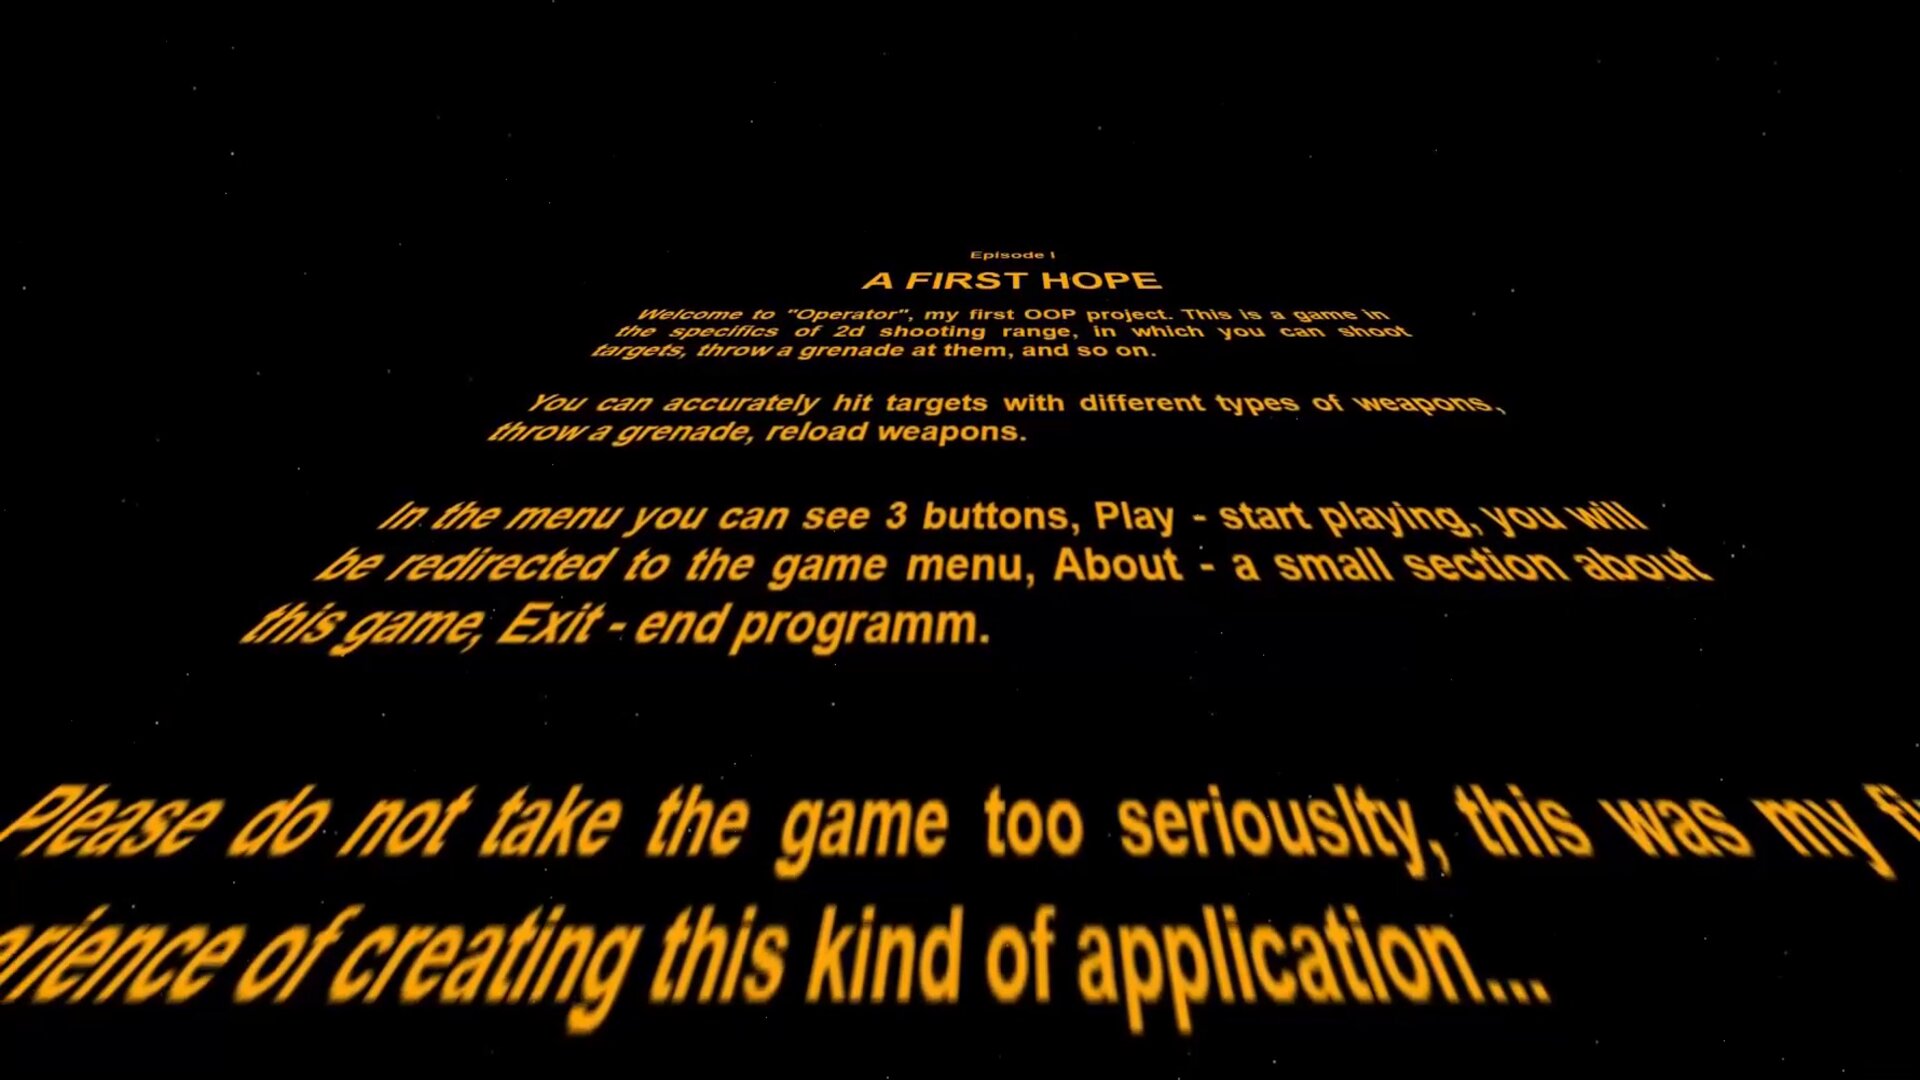 Episode I
A FIRST HOPE
Welcome to "Operator", my first OOP project. This is a game in
the specifics of 2d shooting range, in which you can shoot
targets, throw a grenade at them, and so on.
You can accurately hit targets with different types of weapons,
throw a grenade, reload weapons.
In the menu you can see 3 buttons, Play - start playing, you will
be redirected to the game menu, About - a small section about
this game, Exit - end programm.
Please do not take the game too seriouslty, this was my
of creating this kind of application...